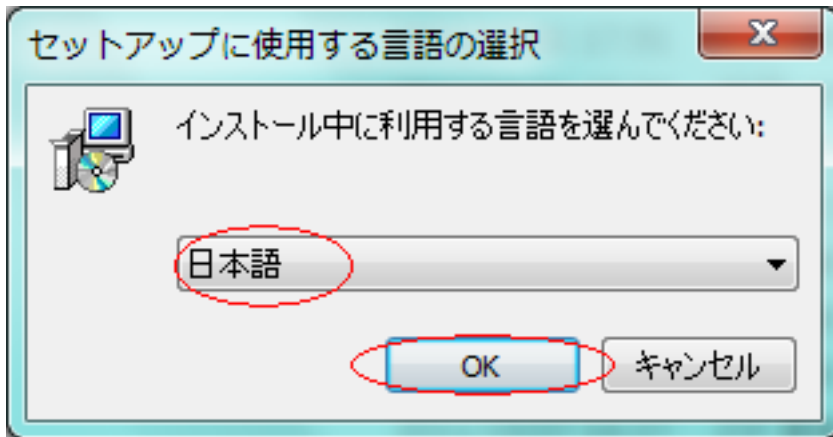 セットアップに使用する言語の選択
インストール中に利用する言語を選んでください:
日本語
OK
キャンセル